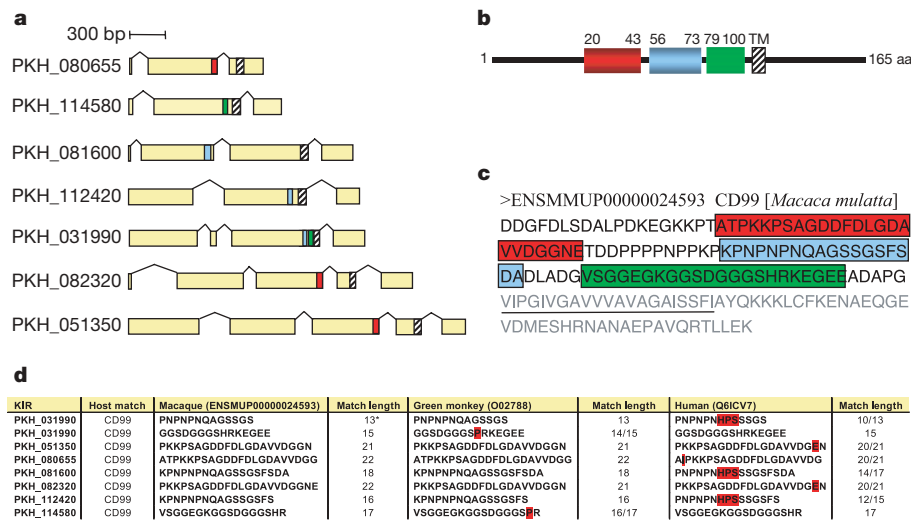 a
300 bp
PKH_080655
PKH_114580
PKH_081600
PKH_112420
PKH_031990
PKH_082320
PKH_051350
b
20 43 56 73 79 100 TM
1 165 aa
c
>ENSMMUP00000024593 CD99 [Macaca mulatta]
DDGFDLSDALPDKEGKKPTATPKKPSAGDDFDLGDA
VVDGGNETDDPPPPNPPKPKPNPNPNQAGSSGSFS
DADLADGVSGGEGKGGSDGGGSHRKEGEEADAPG
VIPGIVGAVVVAVAGAISSFIAYQKKKLCFKENAEQGE
VDMESHRNANAEPAVQRTLLEK
d
KIR Host match Macaque (ENSMUP00000024593) Match length Green monkey (O02788) Match length Human (Q6ICV7) Match length
PKH_031990 CD99 PNPNPNQAGSSGS 13* PNPNPNQAGSSGS 13 PNPNPNHPSSSGS 10/13
PKH_031990 CD99 GGSDGGGSHRKEGEE 15 GGSDGGGSPRKEGEE 14/15 GGSDGGGSHRKEGEE 15
PKH_051350 CD99 PKKPSAGDDFDLGDAVVDGGN 21 PKKPSAGDDFDLGDAVVDGGN 21 PKKPSAGDDFDLGDAVVDGEN 20/21
PKH_080655 CD99 ATPKKPSAGDDFDLGDAVVDGG 22 ATPKKPSAGDDFDLGDAVVDGG 22 AIPKKPSAGDDFDLGDAVVDG 20/21
PKH_081600 CD99 KPNPNPNQAGSSGSFSDA 18 KPNPNPNQAGSSGSFSDA 18 PNPNPNHPSSSGSFSDA 14/17
PKH_082320 CD99 PKKPSAGDDFDLGDAVVDGGNE 22 PKKPSAGDDFDLGDAVVDGGN 21 PKKPSAGDDFDLGDAVVDGEN 20/21
PKH_112420 CD99 KPNPNPNQAGSSGSFS 16 KPNPNPNQAGSSGSFS 16 PNPNPNHPSSSGSFS 12/15
PKH_114580 CD99 VSGGEGKGGSDGGGSHR 17 VSGGEGKGGSDGGGSPR 16/17 VSGGEGKGGSDGGGSHR 17